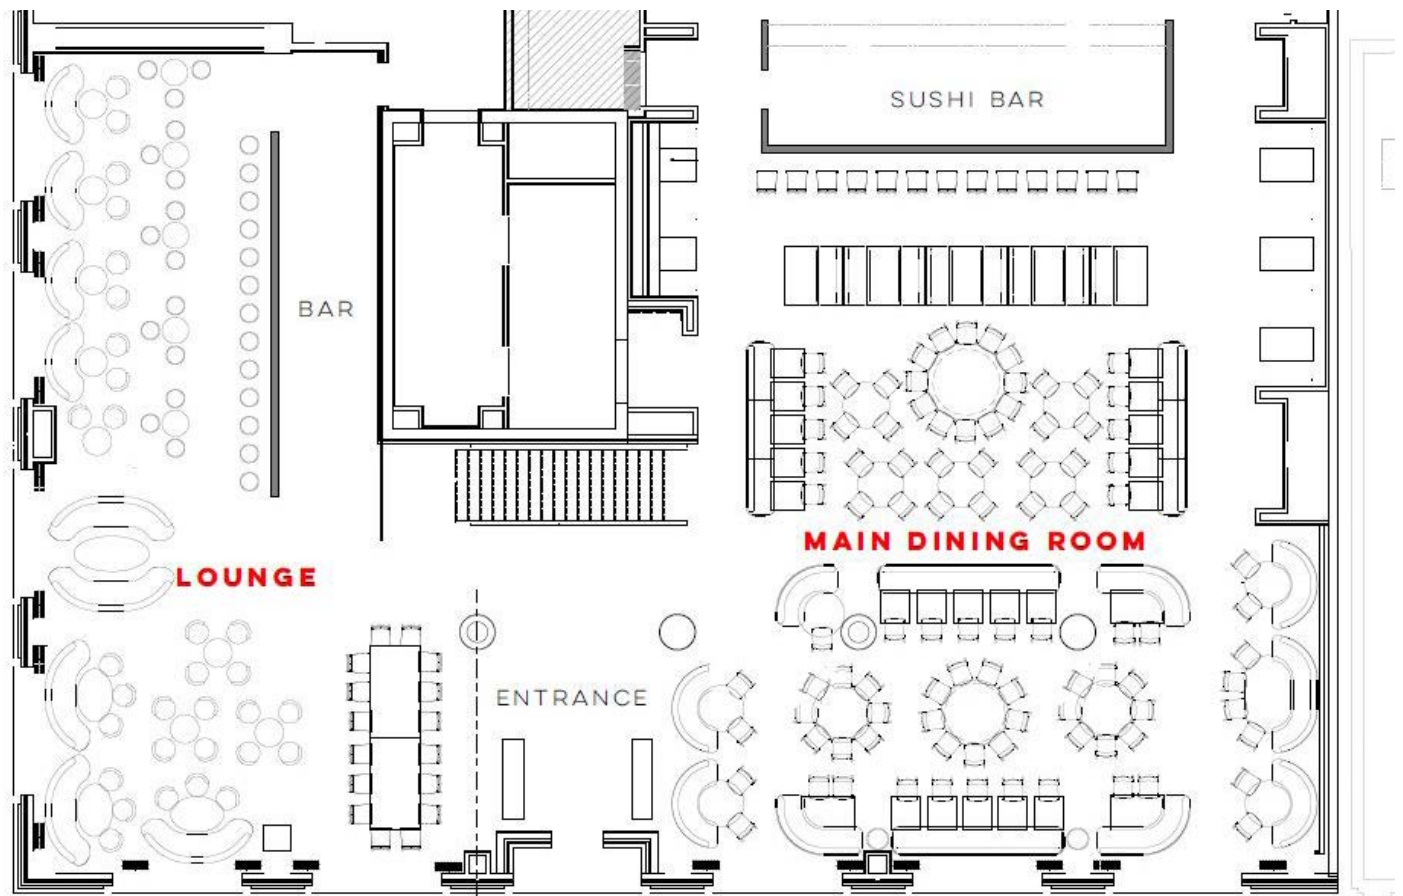 SUSHI BAR
BAR
MAIN DINING ROOM
LOUNGE
ENTRANCE